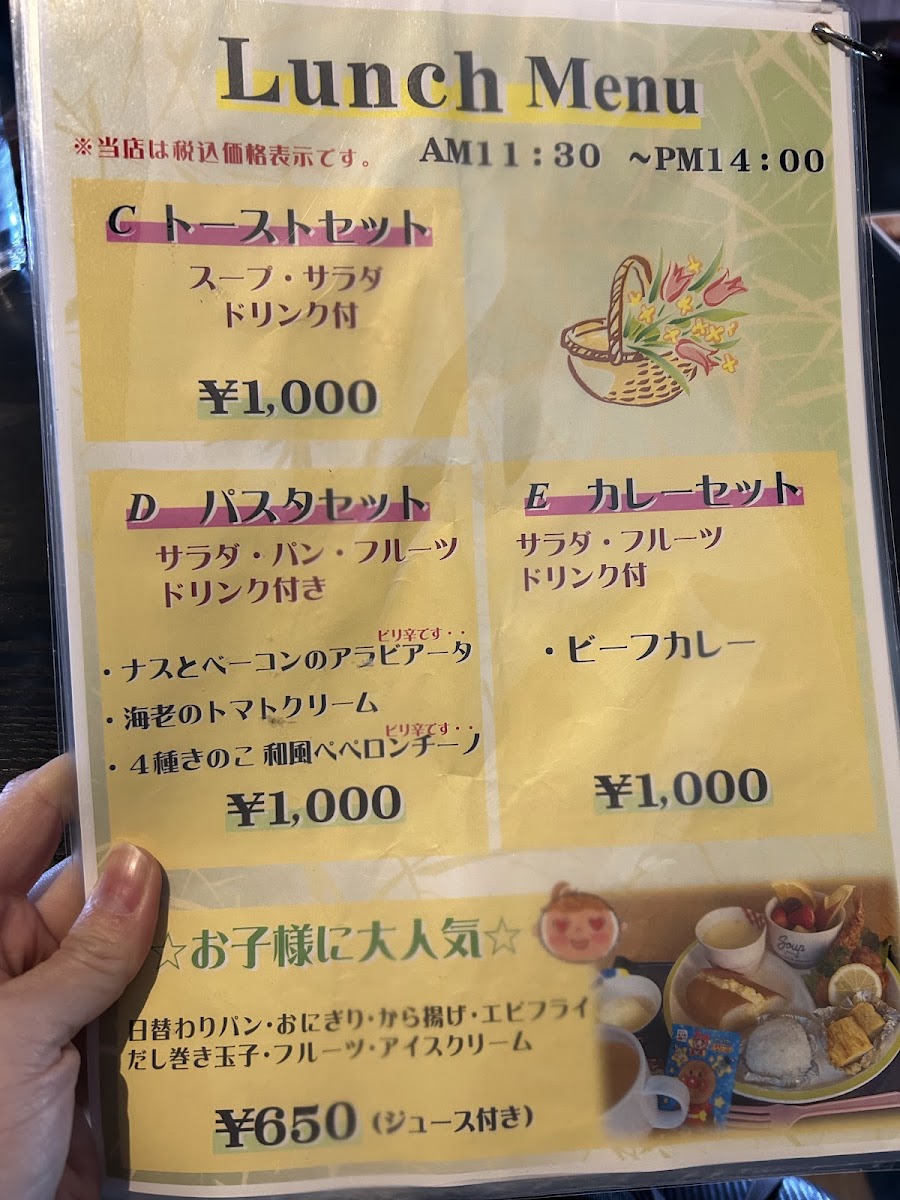 Lunch Menu
※当店は税込価格表示です。 AM11：30 ～PM14：00
C トーストセット
スープ・サラダ
ドリンク付
¥1,000
D パスタセット
サラダ・パン・フルーツ
ドリンク付き
ピリ辛です・・
・ナスとベーコンのアラビアータ
・海老のトマトクリーム
ピリ辛です・・
・４種きのこ 和風ペペロンチーノ
¥1,000
E カレーセット
サラダ・フルーツ
ドリンク付
・ビーフカレー
¥1,000
☆お子様に大人気☆
日替わりパン・おにぎり・から揚げ・エビフライ
だし巻き玉子・フルーツ・アイスクリーム
¥650 (ジュース付き)
Soup